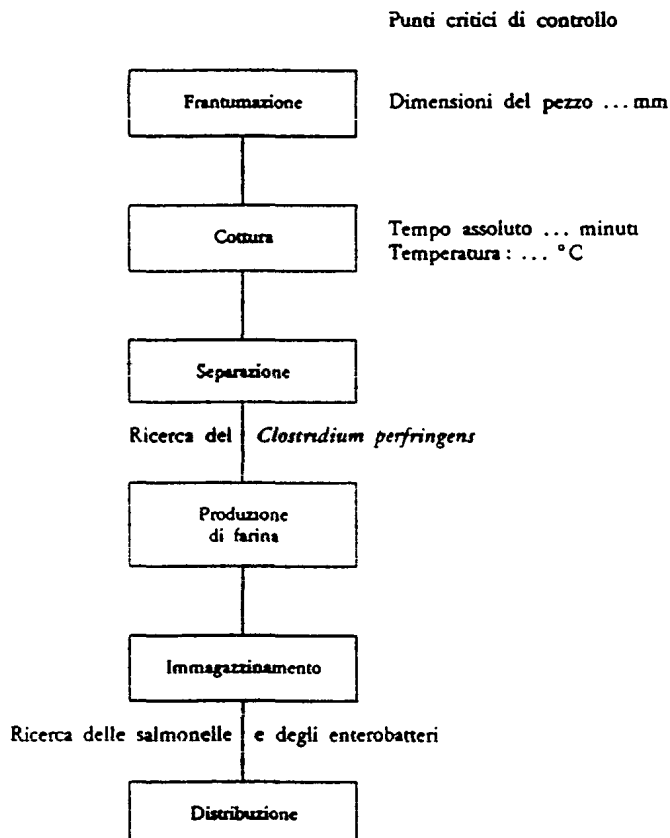 Punti critici di controllo
Frantumazione
Dimensioni del pezzo ... mm
Cottura
Tempo assoluto ... minuti
Temperatura : ... °C
Separazione
Ricerca del Clostridium perfringens
Produzione
di farina
Immagazzinamento
Ricerca delle salmonelle e degli enterobatteri
Distribuzione